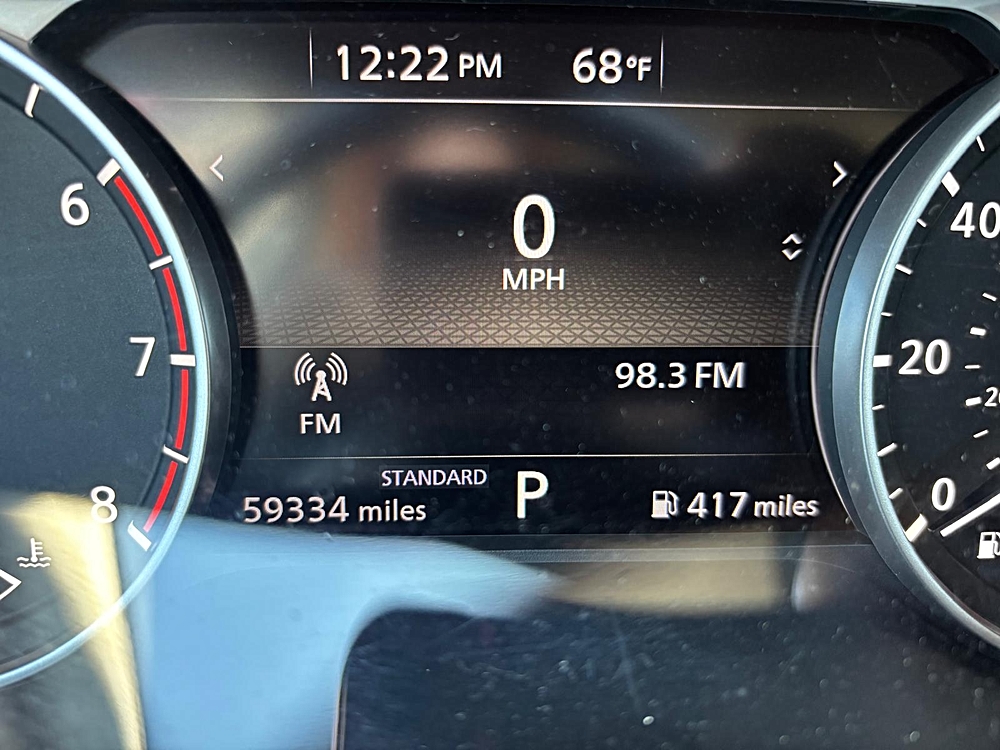 12:22 PM 68°F
0
MPH
FM
98.3 FM
STANDARD
P
59334 miles
417 miles
6
7
8
40
20
0